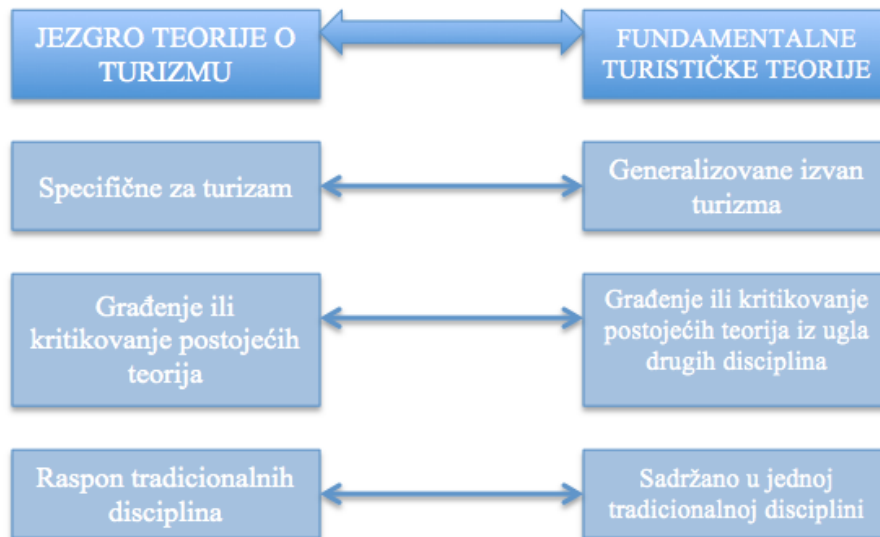 JEZGRO TEORIJE O
TURIZMU
FUNDAMENTALNE
TURISTIČKE TEORIJE
Specifične za turizam
Generalizovane izvan
turizma
Građenje ili
kritikovanje postojećih
teorija
Građenje ili kritikovanje
postojećih teorija iz ugla
drugih disciplina
Raspon tradicionalnih
disciplina
Sadržano u jednoj
tradicionalnoj disciplini